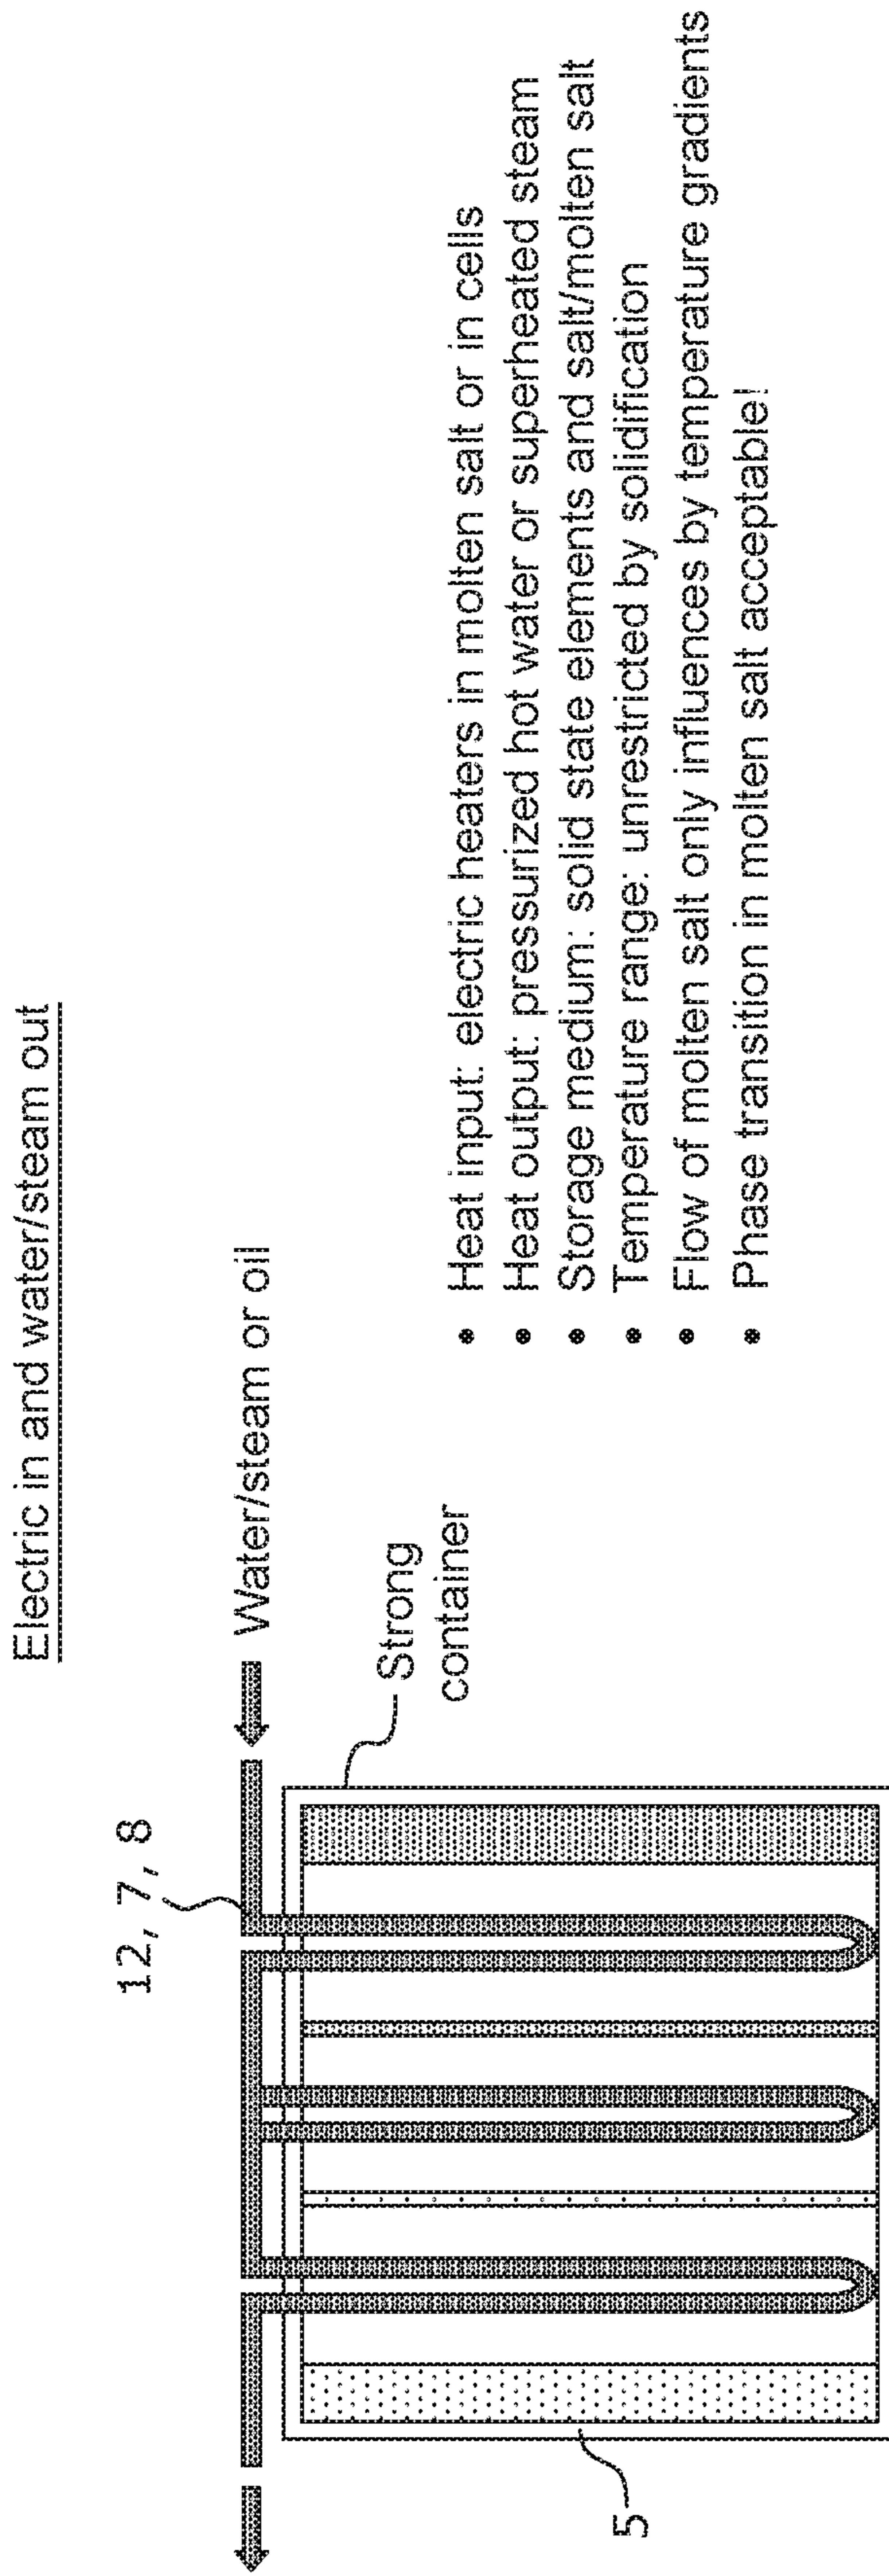 Electric in and water/steam out
12, 7, 8
Water/steam or oil
Strong
container
5
• Heat input: electric heaters in molten salt or in cells
• Heat output: pressurized hot water or superheated steam
• Storage medium: solid state elements and salt/molten salt
• Temperature range: unrestricted by solidification
• Flow of molten salt only influences by temperature gradients
• Phase transition in molten salt acceptable!